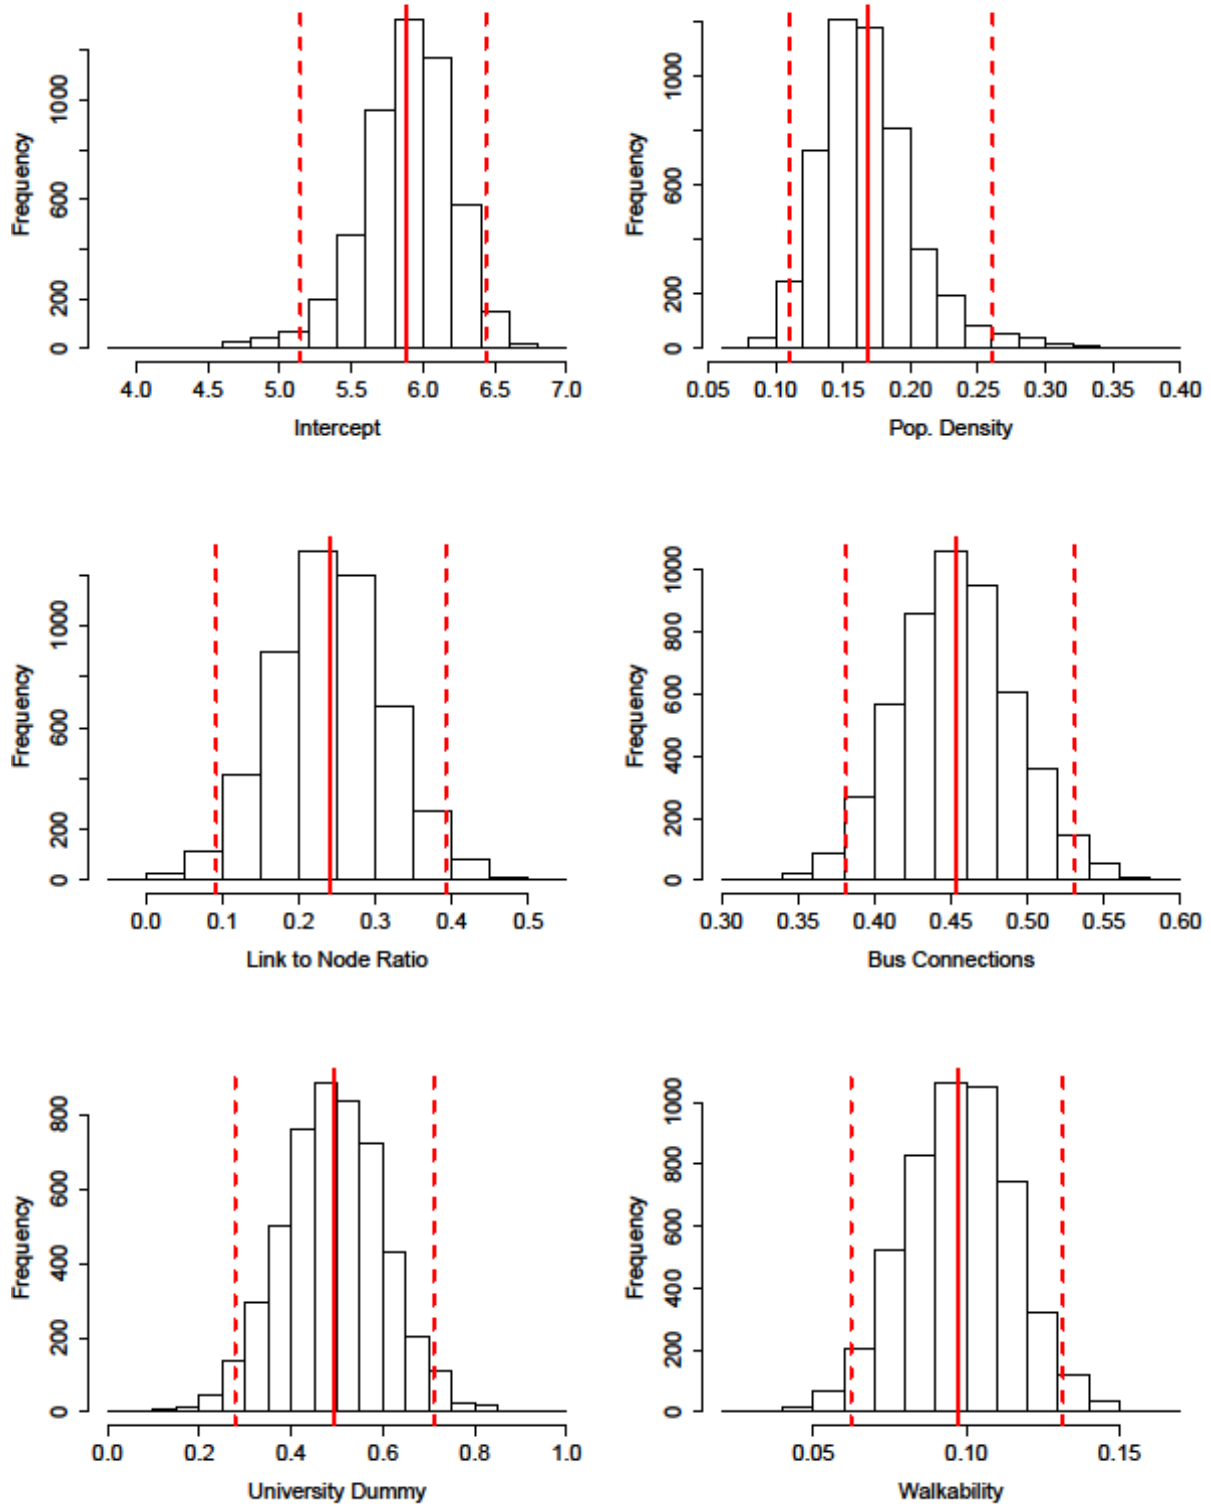 Frequency
0 200 600 1000
4.0 4.5 5.0 5.5 6.0 6.5 7.0
Intercept
Frequency
0 200 600 1000
0.05 0.10 0.15 0.20 0.25 0.30 0.35 0.40
Pop. Density
Frequency
0 200 600 1000
0.0 0.1 0.2 0.3 0.4 0.5
Link to Node Ratio
Frequency
0 200 400 600 800 1000
0.30 0.35 0.40 0.45 0.50 0.55 0.60
Bus Connections
Frequency
0 200 400 600 800
0.0 0.2 0.4 0.6 0.8 1.0
University Dummy
Frequency
0 200 400 600 800 1000
0.05 0.10 0.15
Walkability